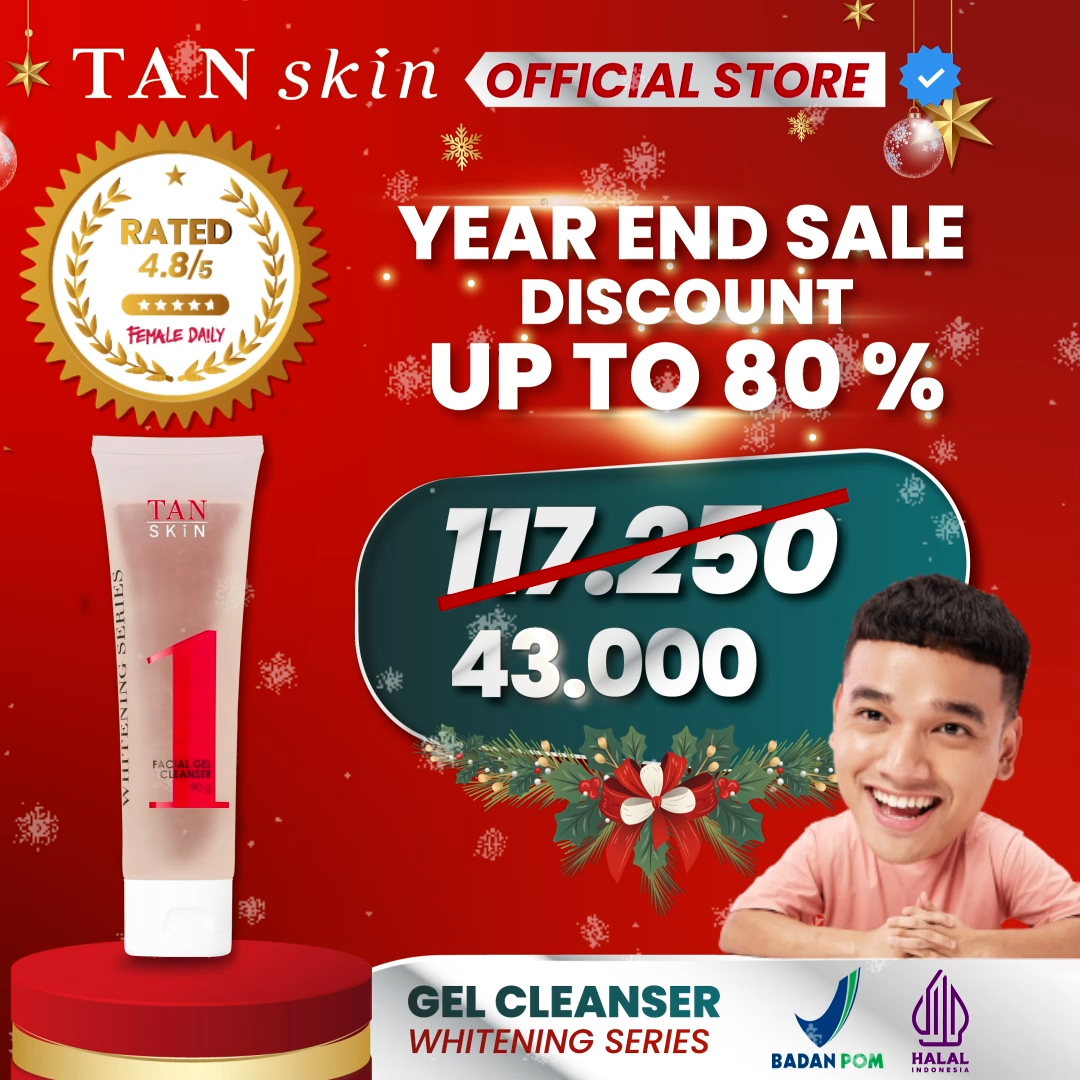 TAN skin
OFFICIAL STORE
RATED
4.8/5
FEMALE DAILY
YEAR END SALE
DISCOUNT
UP TO 80 %
117.250
43.000
TAN
SKiN
WHITENING SERIES
1
FACIAL GEL
CLEANSER
90 g
GEL CLEANSER
WHITENING SERIES
BADAN POM
HALAL
INDONESIA